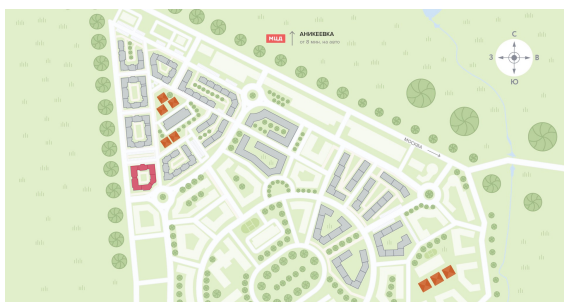 МЦД АНИКЕЕВКА
от 8 мин. на авто
С
З В
Ю
МОСКВА